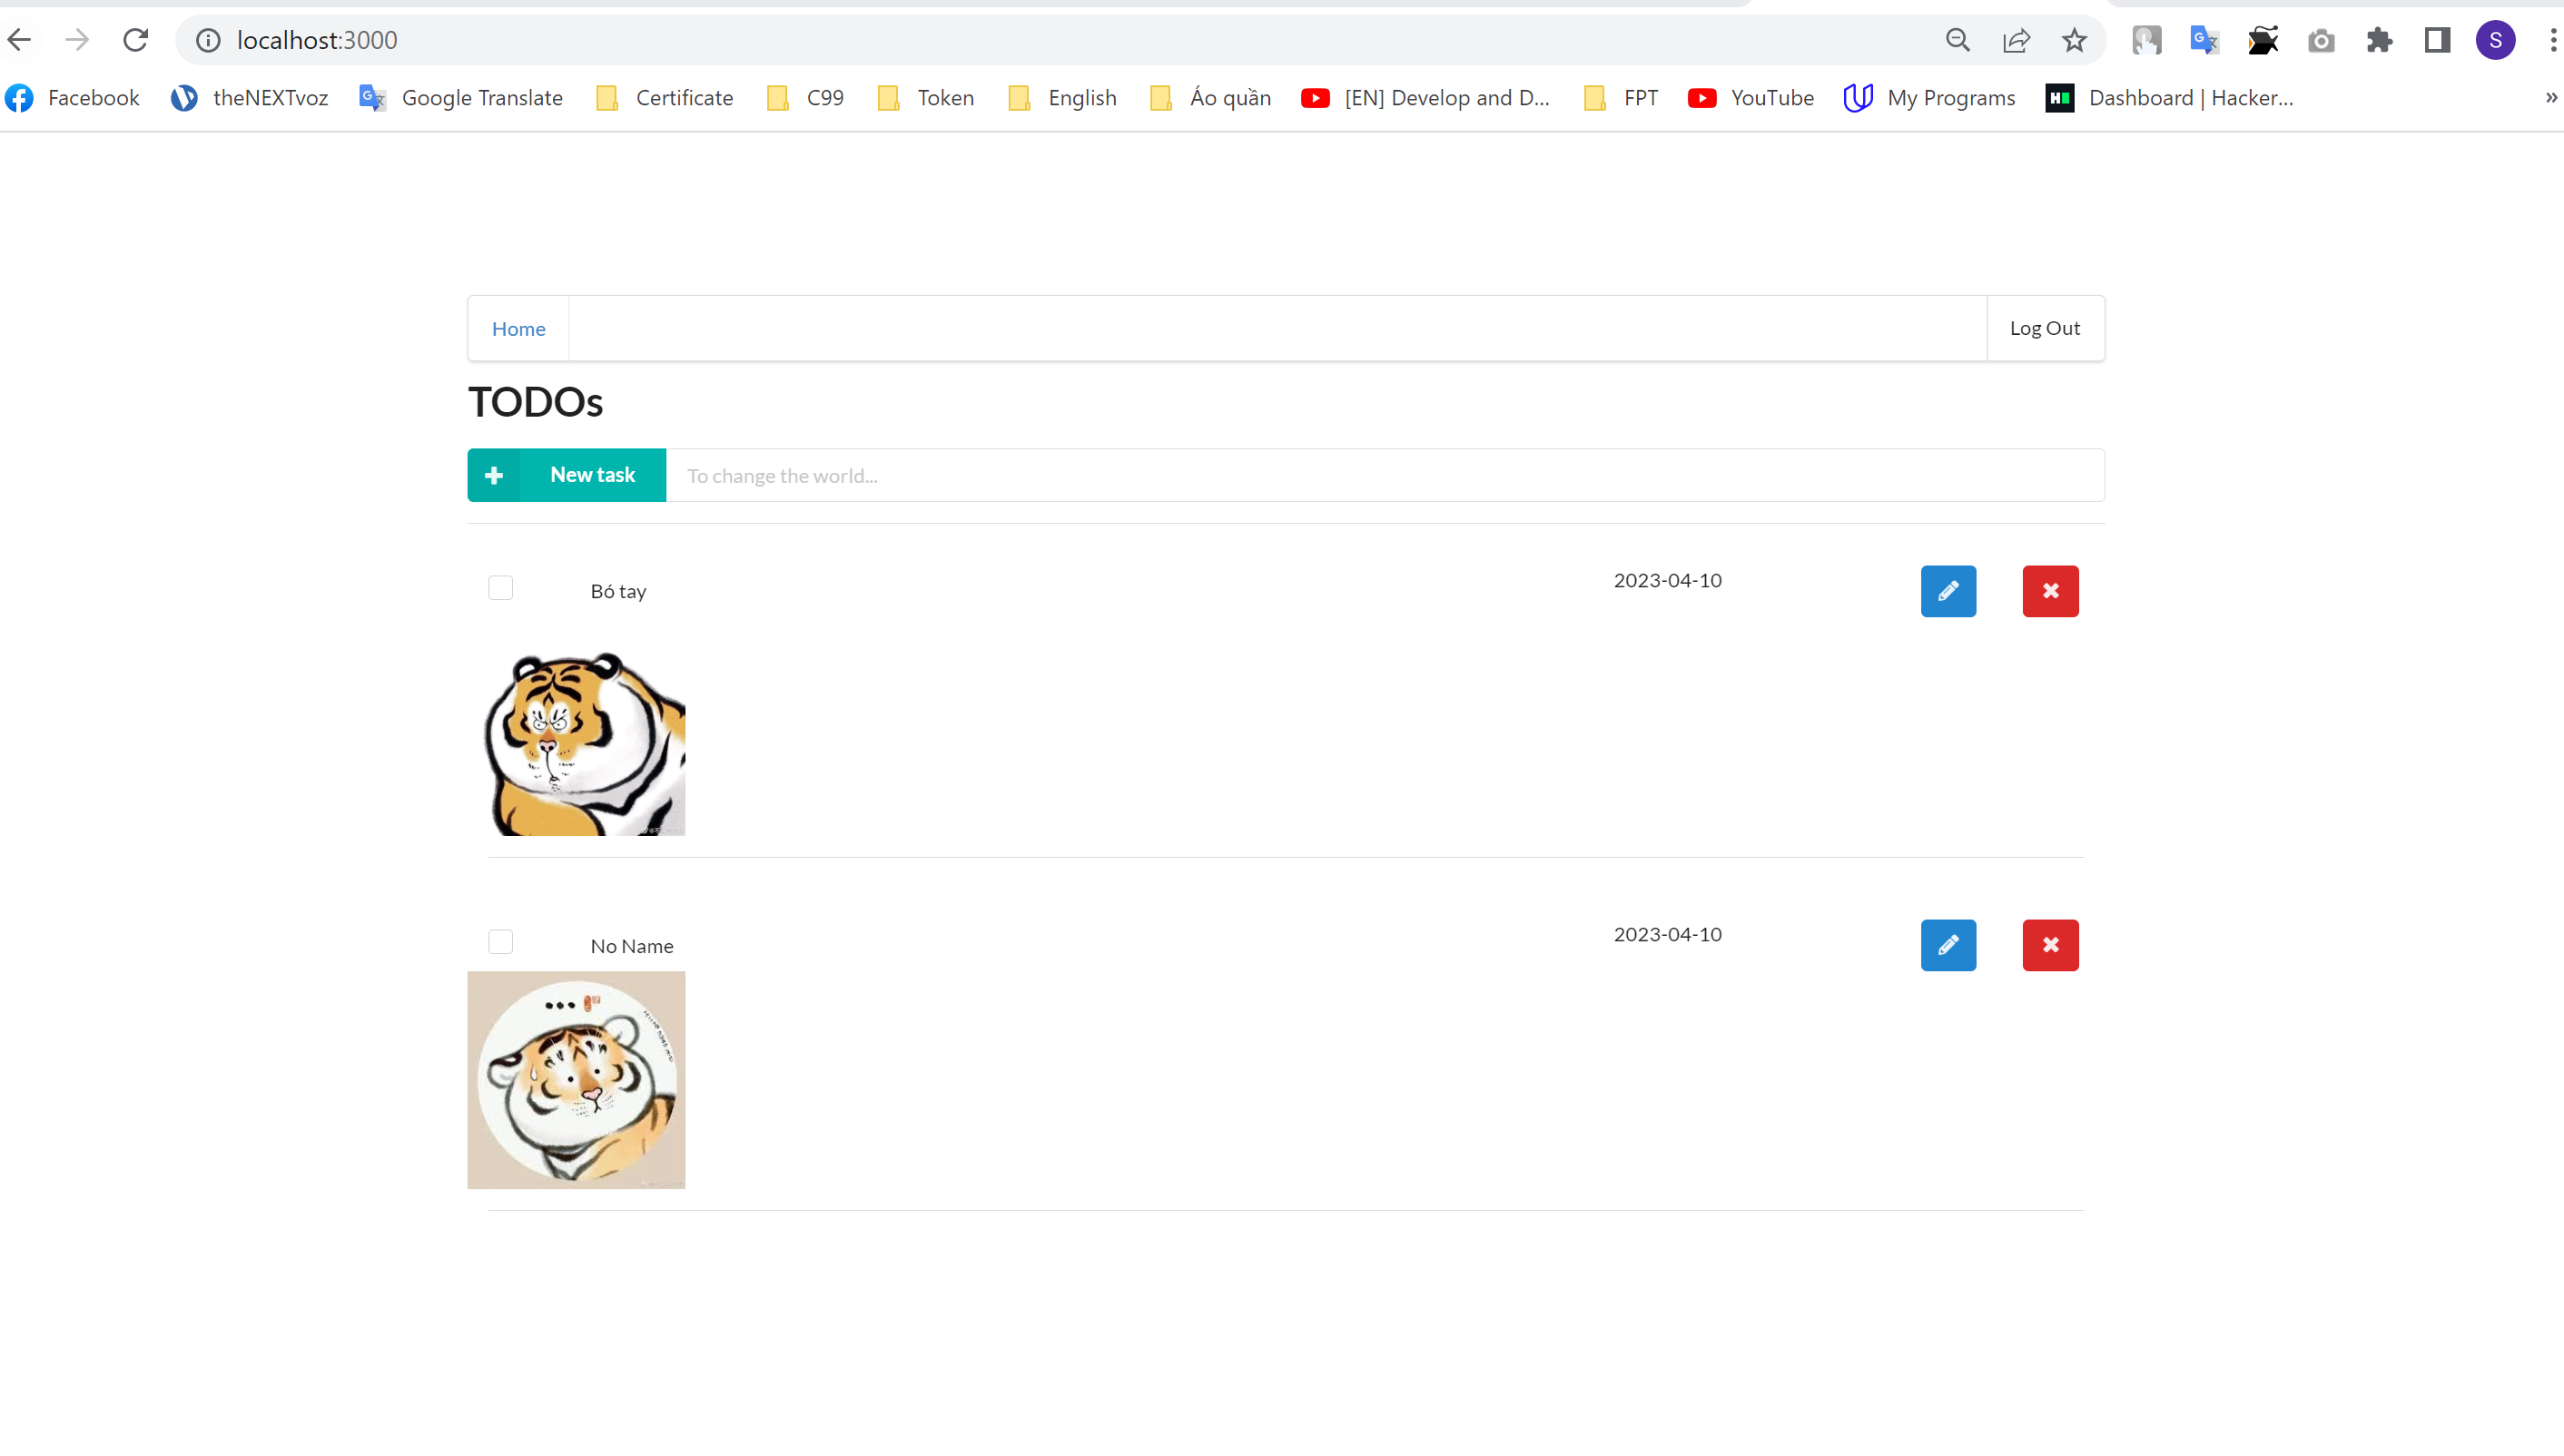 localhost:3000
S
Facebook theNEXTvoz Google Translate Certificate C99 Token English Áo quần [EN] Develop and D... FPT YouTube My Programs Dashboard | Hacker... »
Home Log Out
TODOs
New task To change the world...
Bó tay 2023-04-10
No Name 2023-04-10